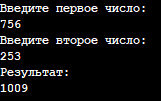 Введите первое число:
756
Введите второе число:
253
Результат:
1009